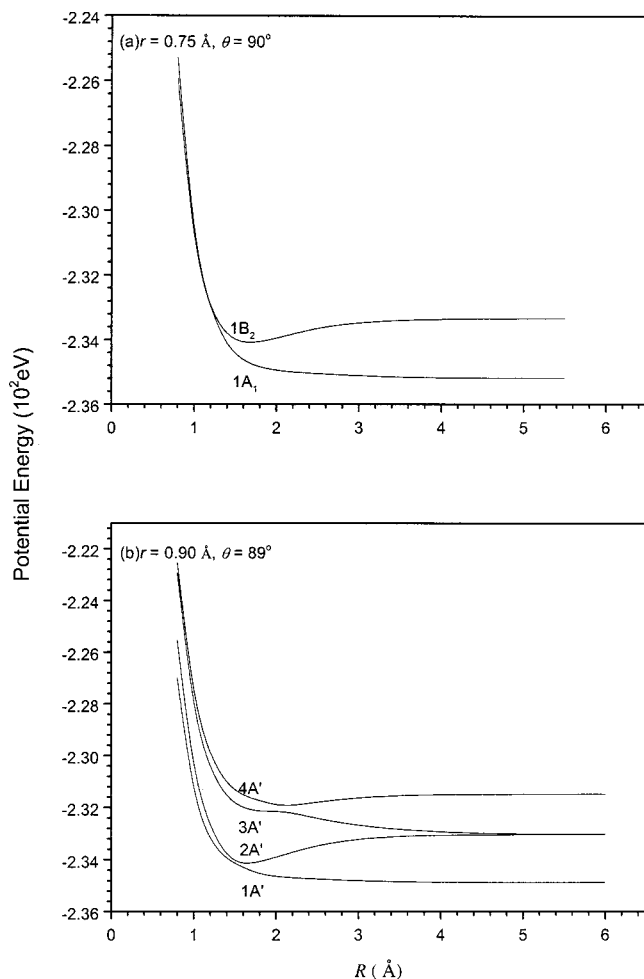 -2.24
(a)r = 0.75 Å, θ = 90°
-2.24
-2.26
-2.28
-2.30
-2.32
-2.34
-2.36
1B₂
1A₁
0 1 2 3 4 5 6
Potential Energy (10²eV)
(b)r = 0.90 Å, θ = 89°
-2.22
-2.24
-2.26
-2.28
-2.30
-2.32
-2.34
-2.36
4A'
3A'
2A'
1A'
0 1 2 3 4 5 6
R ( Å)